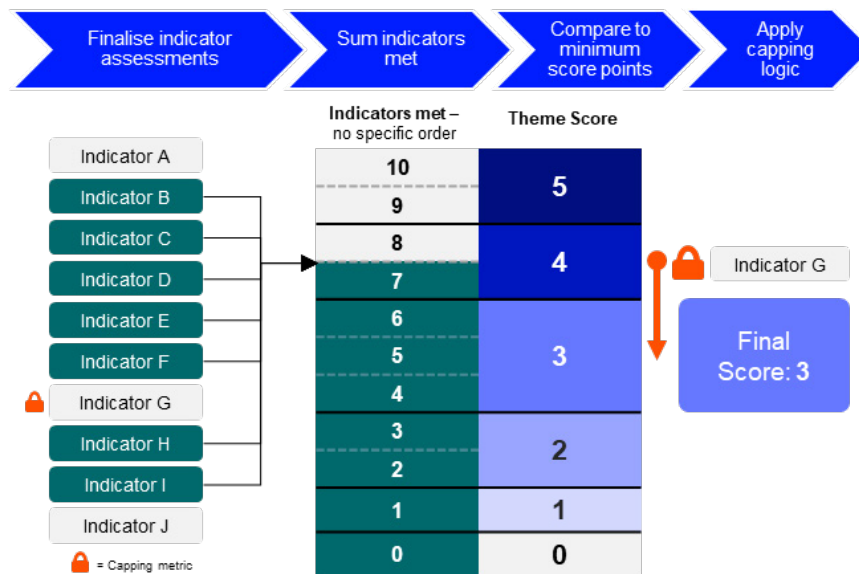 Finalise indicator
assessments
Sum indicators
met
Compare to
minimum
score points
Apply
capping
logic
Indicators met –
no specific order
Theme Score
Indicator A
Indicator B
Indicator C
Indicator D
Indicator E
Indicator F
Indicator G
Indicator H
Indicator I
Indicator J
= Capping metric
10
9
8
7
6
5
4
3
2
1
0
5
4
3
2
1
0
Indicator G
Final
Score: 3